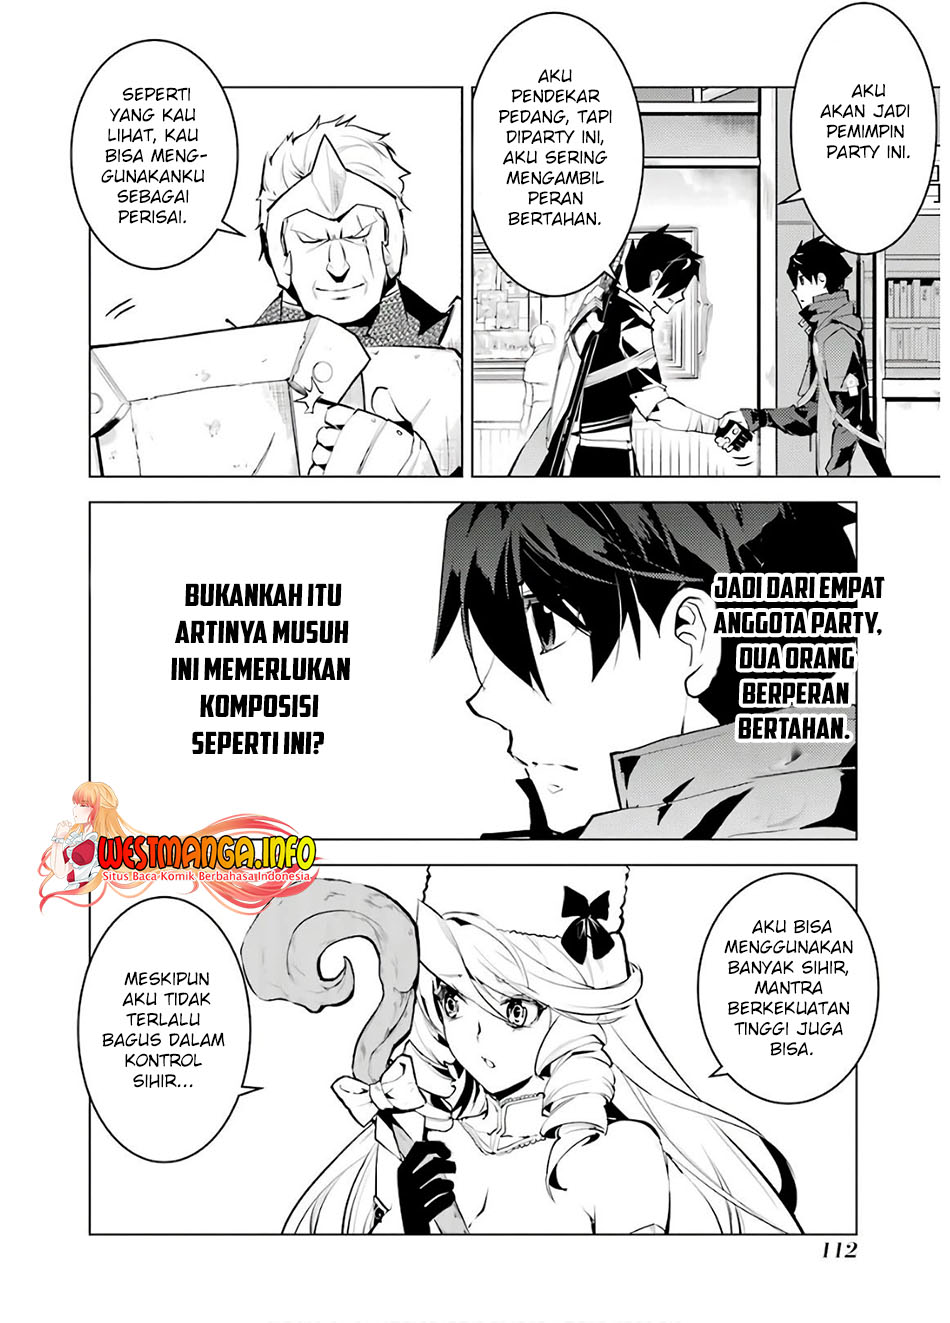 AKU
AKAN JADI
PEMIMPIN
PARTY INI.
AKU
PENDEKAR
PEDANG, TAPI
DIPARTY INI,
AKU SERING
MENGAMBIL
PERAN
BERTAHAN.
SEPERTI
YANG KAU
LIHAT, KAU
BISA MENG-
GUNAKANKU
SEBAGAI
PERISAI.
JADI DARI EMPAT
ANGGOTA PARTY,
DUA ORANG
BERPERAN
BERTAHAN.
BUKANKAH ITU
ARTINYA MUSUH
INI MEMERLUKAN
KOMPOSISI
SEPERTI INI?
WESTMANGA.INFO
Situs Baca Komik Berbahasa Indonesia
AKU BISA
MENGGUNAKAN
BANYAK SIHIR,
MANTRA
BERKEKUATAN
TINGGI JUGA
BISA.
MESKIPUN
AKU TIDAK
TERLALU
BAGUS DALAM
KONTROL
SIHIR...
112